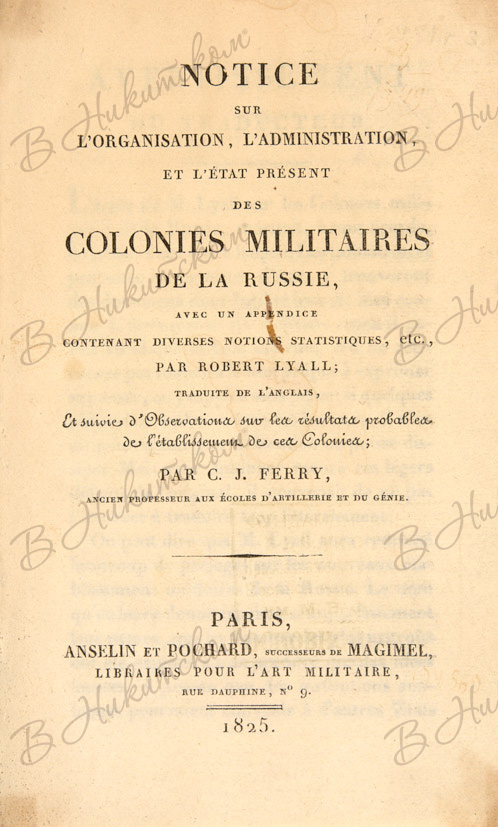 NOTICE
SUR
L'ORGANISATION, L'ADMINISTRATION,
ET L'ÉTAT PRÉSENT
DES
COLONIES MILITAIRES
DE LA RUSSIE,
AVEC UN APPENDICE
CONTENANT DIVERSES NOTIONS STATISTIQUES, etc.,
PAR ROBERT LYALL;
TRADUITE DE L'ANGLAIS,
Et suivie d'Observations sur les résultats probables
de l'établissement de ces Colonies;
PAR C. J. FERRY,
ANCIEN PROFESSEUR AUX ÉCOLES D'ARTILLERIE ET DU GÉNIE.
PARIS,
ANSELIN ET POCHARD, SUCCESSEURS DE MAGIMEL,
LIBRAIRES POUR L'ART MILITAIRE,
RUE DAUPHINE, Nº 9.
1825.
В. Никитском